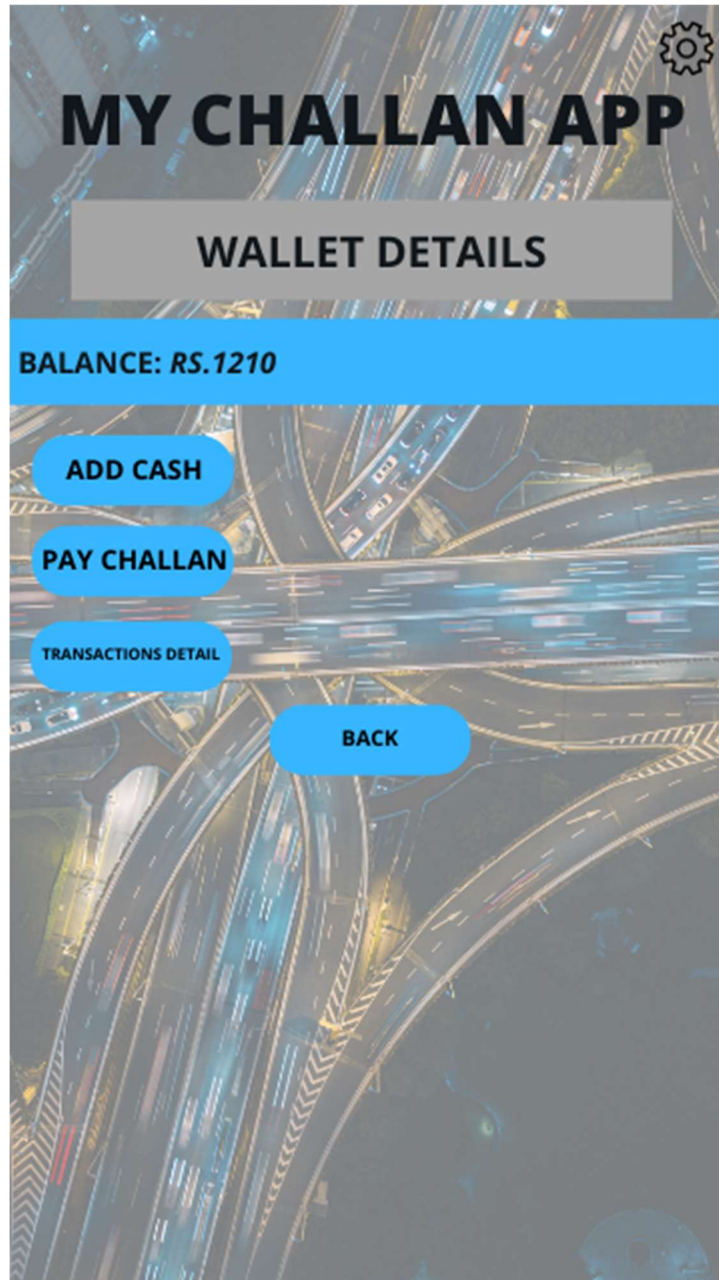 MY CHALLAN APP
WALLET DETAILS
BALANCE: RS.1210
ADD CASH
PAY CHALLAN
TRANSACTIONS DETAIL
BACK